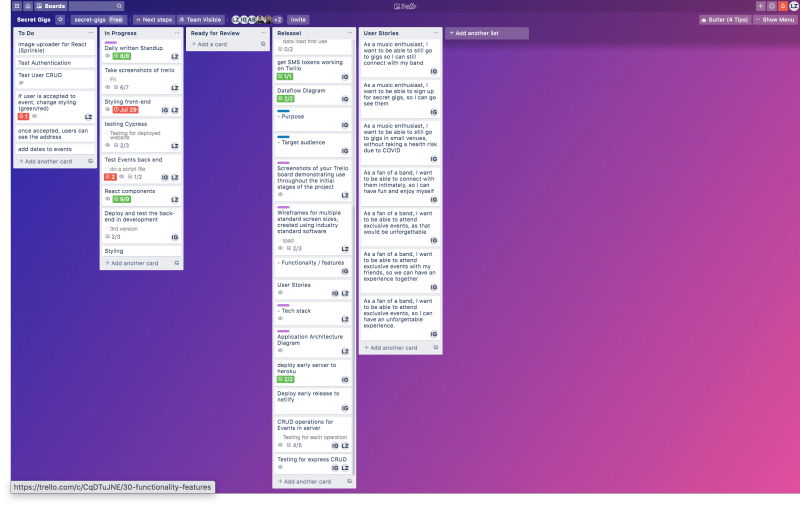 Boards
Trello
LZ
Secret Gigs
secret-gigs Free
Next steps
Team Visible
LZ IG AB +2
Invite
Butler (4 Tips)
Show Menu
To Do
Image uploader for React
(Sprinkle)
Test Authentication
Test User CRUD
If user is accepted to
event, change styling
(green/red)
1
LZ
once accepted, users can
see the address
add dates to events
+ Add another card
In Progress
Daily written Standup
8/8
LZ
Take screenshots of trello
Fri
6/7
LZ
Styling front-end
Jul 29
IG LZ
testing Cypress
Testing for deployed
website
2/3
LZ
Test Events back end
do a script file
2
1/2
IG LZ
React components
9/9
LZ
Deploy and test the back-
end in development
3rd version
2/3
IG
Styling
+ Add another card
Ready for Review
+ Add a card
Release!
data load first use
0/2
get SMS tokens working
on Twilio
1/1
IG
Dataflow Diagram
2/2
IG
- Purpose
IG
- Target audience
IG
Screenshots of your Trello
board demonstrating use
throughout the initial
stages of the project
LZ
Wireframes for multiple
standard screen sizes,
created using industry
standard software
ipad
2/3
LZ
- Functionality / features
IG
User Stories
IG LZ
- Tech stack
LZ
Application Architecture
Diagram
LZ
deploy early server to
heroku
2/2
IG
Deploy early release to
netlify
IG
CRUD operations for
Events in server
Testing for each operation
4/5
IG LZ
Testing for express CRUD
IG LZ
+ Add another card
User Stories
As a music enthusiast, I
want to be able to still go
to gigs so I can still
connect with my band
IG
As a music enthusiast, I
want to be able to sign up
for secret gigs, so I can go
see them
IG
As a music enthusiast, I
want to be able to still go
to gigs in small venues,
without taking a health risk
due to COVID
IG
As a fan of a band, I want
to be able to connect with
them intimately, so I can
have fun and enjoy myself
IG
As a fan of a band, I want
to be able to attend
exclusive events, as that
would be unforgettable
IG
As a fan of a band, I want
to be able to attend
exclusive events with my
friends, so we can have an
experience together
IG
As a fan of a band, I want
to be able to attend
exclusive events, so I can
have an unforgettable
experience.
IG
+ Add another card
+ Add another list
https://trello.com/c/CqDTuJNE/30-functionality-features